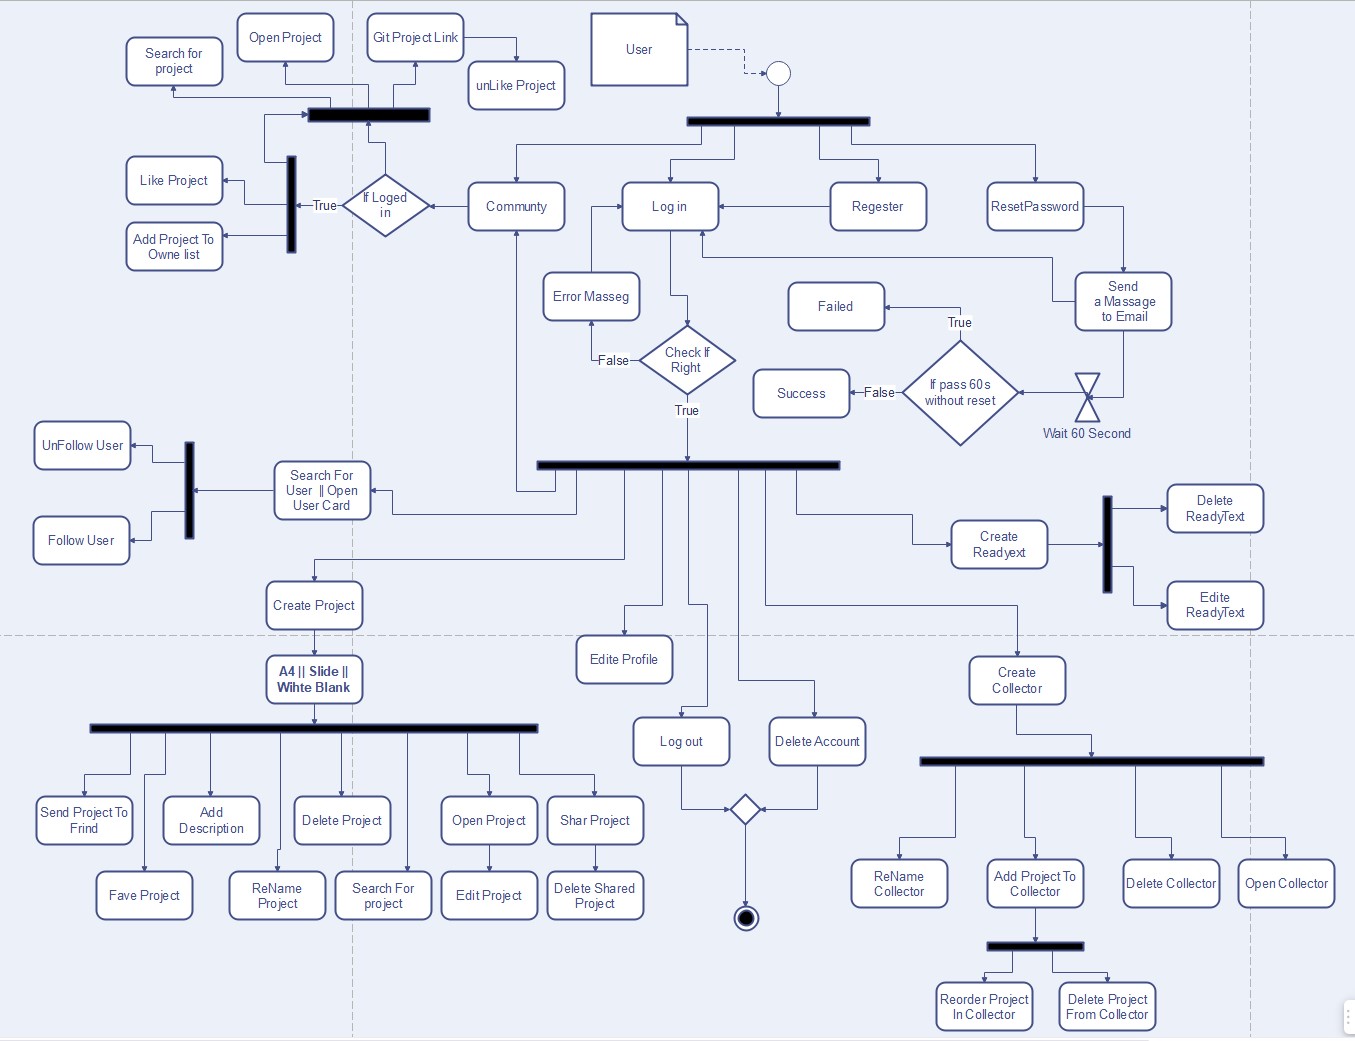 Search for
project
Open Project
Git Project Link
unLike Project
User
Like Project
Add Project To
Owne list
True
If Loged
in
Communty
Log in
Regester
ResetPassword
Error Masseg
Failed
Send
a Massage
to Email
True
Check If
Right
False
True
Success
False
If pass 60s
without reset
Wait 60 Second
UnFollow User
Follow User
Search For
User || Open
User Card
Create
Readyext
Delete
ReadyText
Edite
ReadyText
Create Project
A4 || Slide ||
Wihte Blank
Edite Profile
Log out
Delete Account
Create
Collector
Send Project To
Frind
Add
Description
Delete Project
Open Project
Shar Project
Fave Project
ReName
Project
Search For
project
Edit Project
Delete Shared
Project
ReName
Collector
Add Project To
Collector
Delete Collector
Open Collector
Reorder Project
In Collector
Delete Project
From Collector